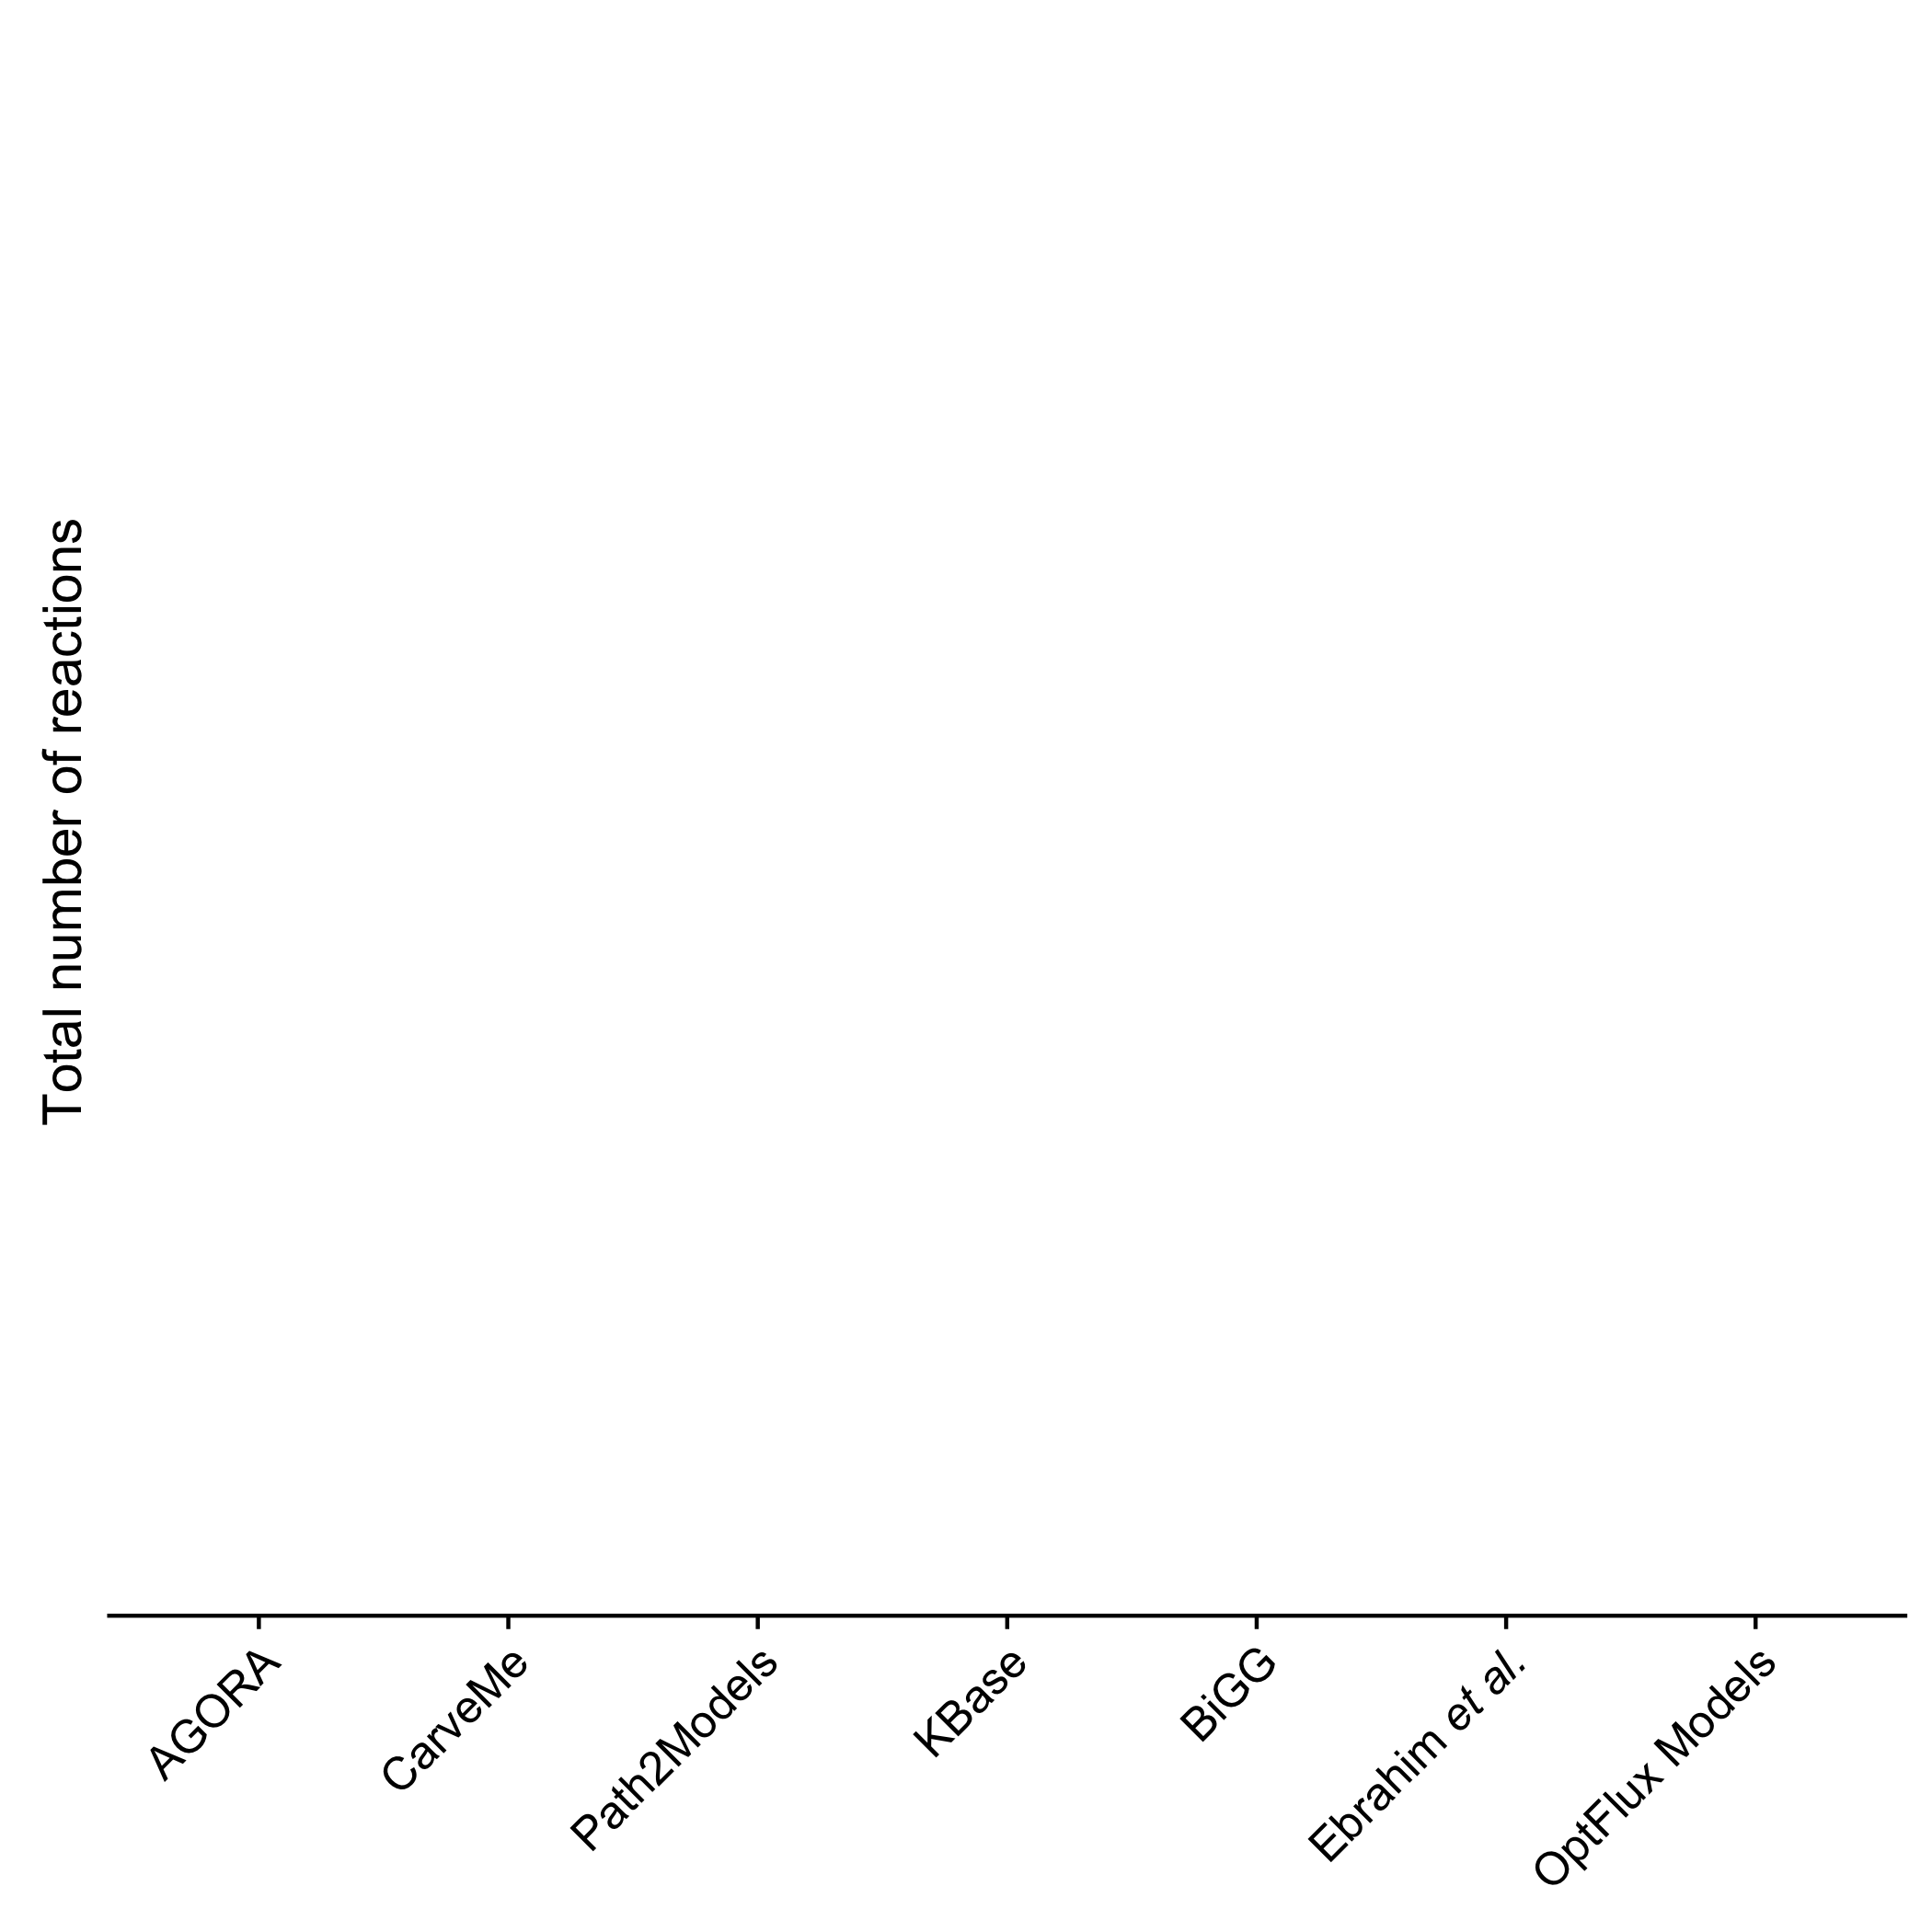 Total number of reactions
AGORA
CarveMe
Path2Models
KBase
BiGG
Ebrahim et al.
OptFlux Models